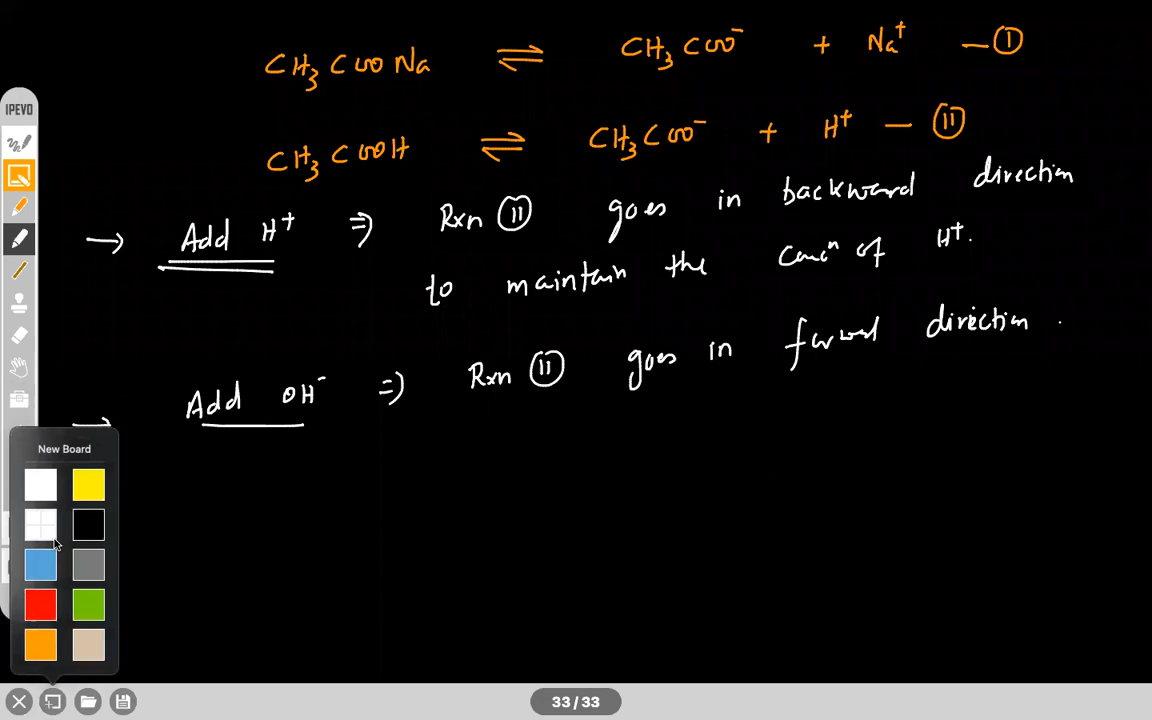 CH₃COONa ⇌ CH₃COO⁻ + Na⁺ —Ⓘ
IPEVO
CH₃COOH ⇌ CH₃COO⁻ + H⁺ — (II)
→ Add H⁺ ⇒ Rxn (II) goes in backward direction
to maintain the concⁿ of H⁺.
→ Add OH⁻ ⇒ Rxn (II) goes in forward direction.
New Board
33/33